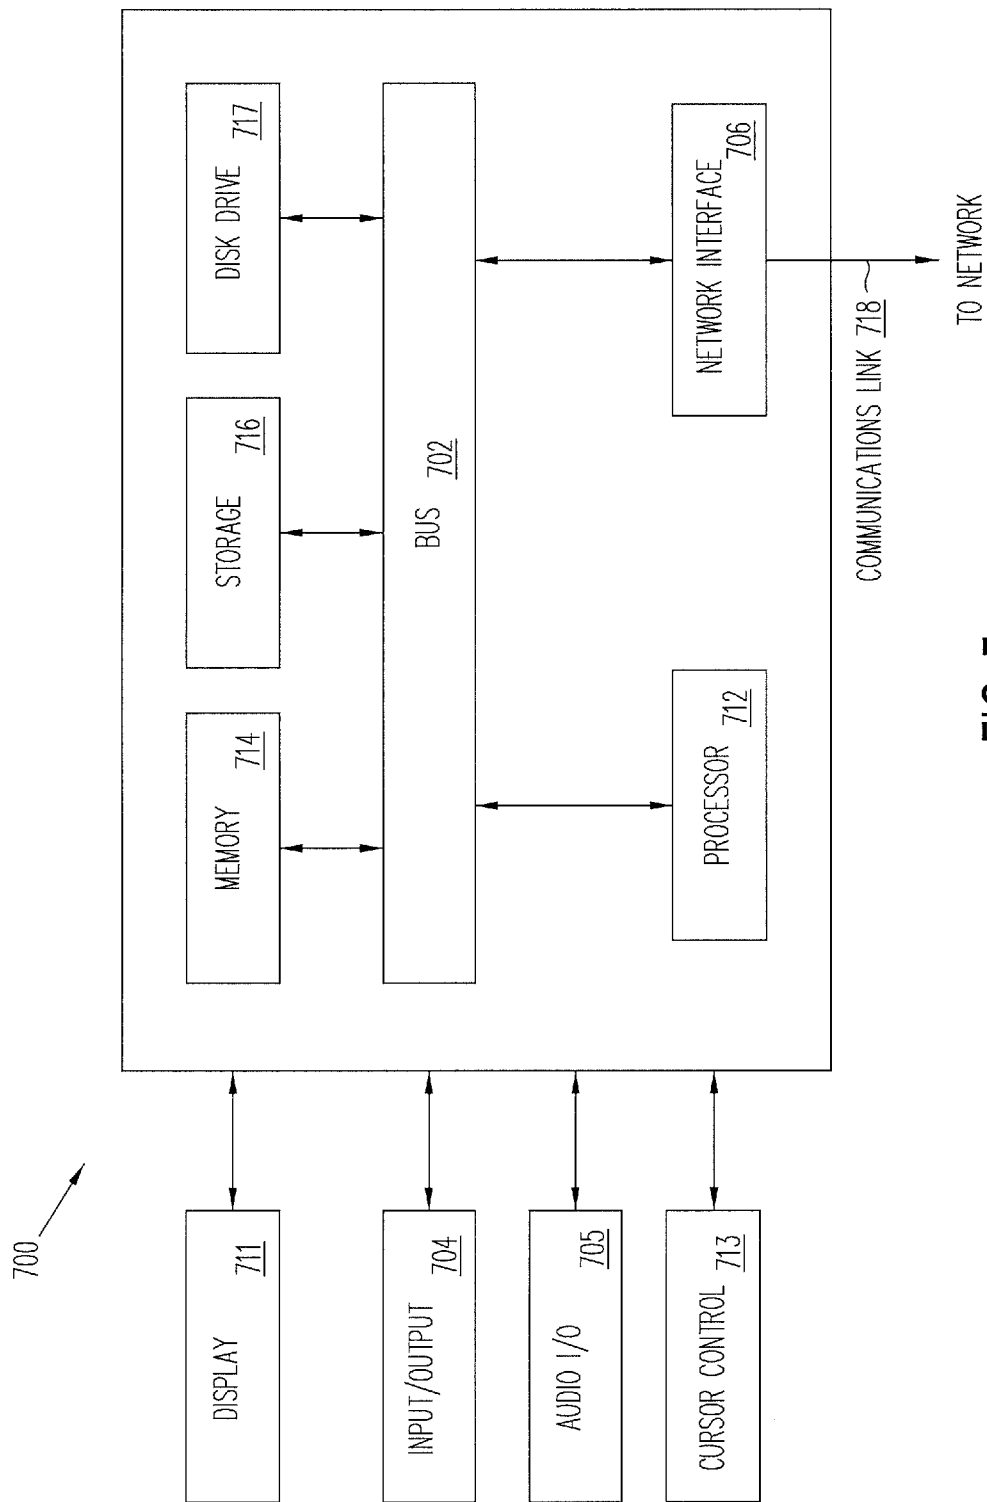 700
DISPLAY
711
INPUT/OUTPUT
704
AUDIO I/O
705
CURSOR CONTROL
713
MEMORY
714
STORAGE
716
DISK DRIVE
717
BUS 702
PROCESSOR
712
NETWORK INTERFACE
706
COMMUNICATIONS LINK 718
TO NETWORK